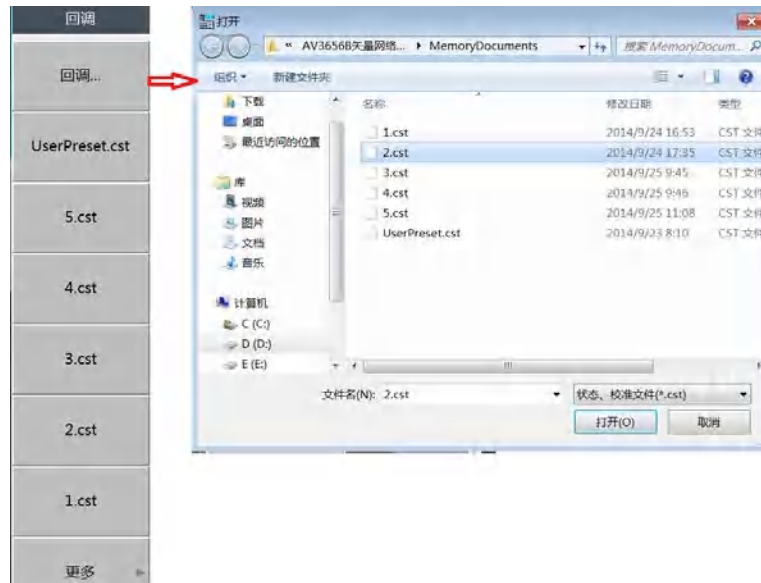 回调
回调...
UserPreset.cst
5.cst
4.cst
3.cst
2.cst
1.cst
更多
打开
« AV3656B矢量网络... ▸ MemoryDocuments
搜索 MemoryDocum...
组织 新建文件夹
下载
桌面
最近访问的位置
库
视频
图片
文档
音乐
计算机
C (C:)
D (D:)
E (E:)
名称 修改日期 类型
1.cst 2014/9/24 16:53 CST 文件
2.cst 2014/9/24 17:35 CST 文件
3.cst 2014/9/25 9:45 CST 文件
4.cst 2014/9/25 9:46 CST 文件
5.cst 2014/9/25 11:08 CST 文件
UserPreset.cst 2014/9/23 8:10 CST 文件
文件名(N): 2.cst 状态、校准文件(*.cst)
打开(O) 取消